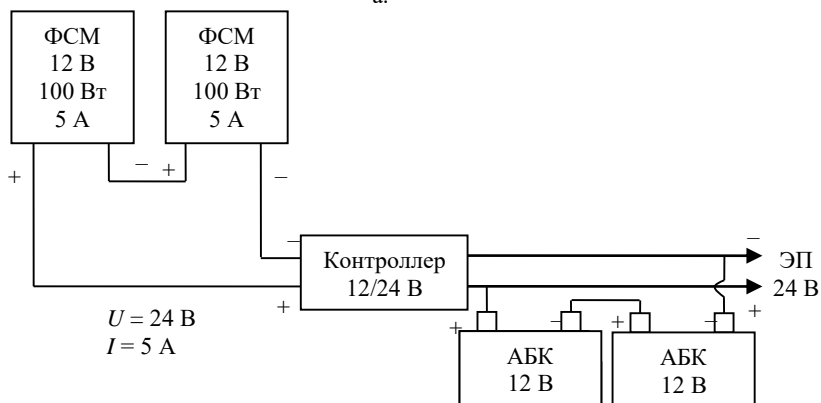 а.
ФСМ
12 В
100 Вт
5 А
ФСМ
12 В
100 Вт
5 А
+
–
+
–
–
Контроллер
12/24 В
+
–
ЭП
24 В
+
U = 24 В
I = 5 А
+
–
+
–
АБК
12 В
АБК
12 В